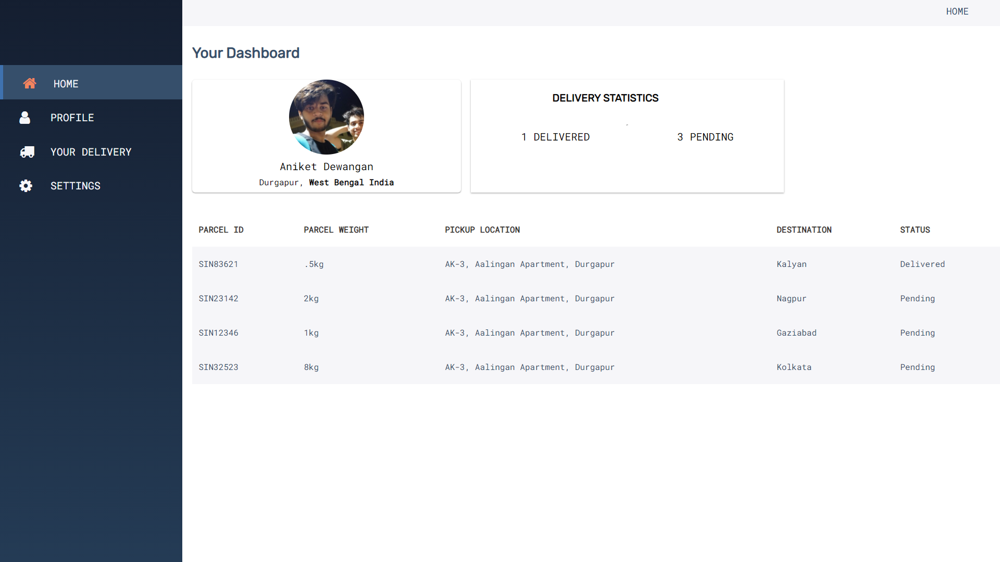 HOME
HOME
PROFILE
YOUR DELIVERY
SETTINGS
Your Dashboard
Aniket Dewangan
Durgapur, West Bengal India
DELIVERY STATISTICS
1 DELIVERED 3 PENDING
PARCEL ID PARCEL WEIGHT PICKUP LOCATION DESTINATION STATUS
SIN83621 .5kg AK-3, Aalingan Apartment, Durgapur Kalyan Delivered
SIN23142 2kg AK-3, Aalingan Apartment, Durgapur Nagpur Pending
SIN12346 1kg AK-3, Aalingan Apartment, Durgapur Gaziabad Pending
SIN32523 8kg AK-3, Aalingan Apartment, Durgapur Kolkata Pending